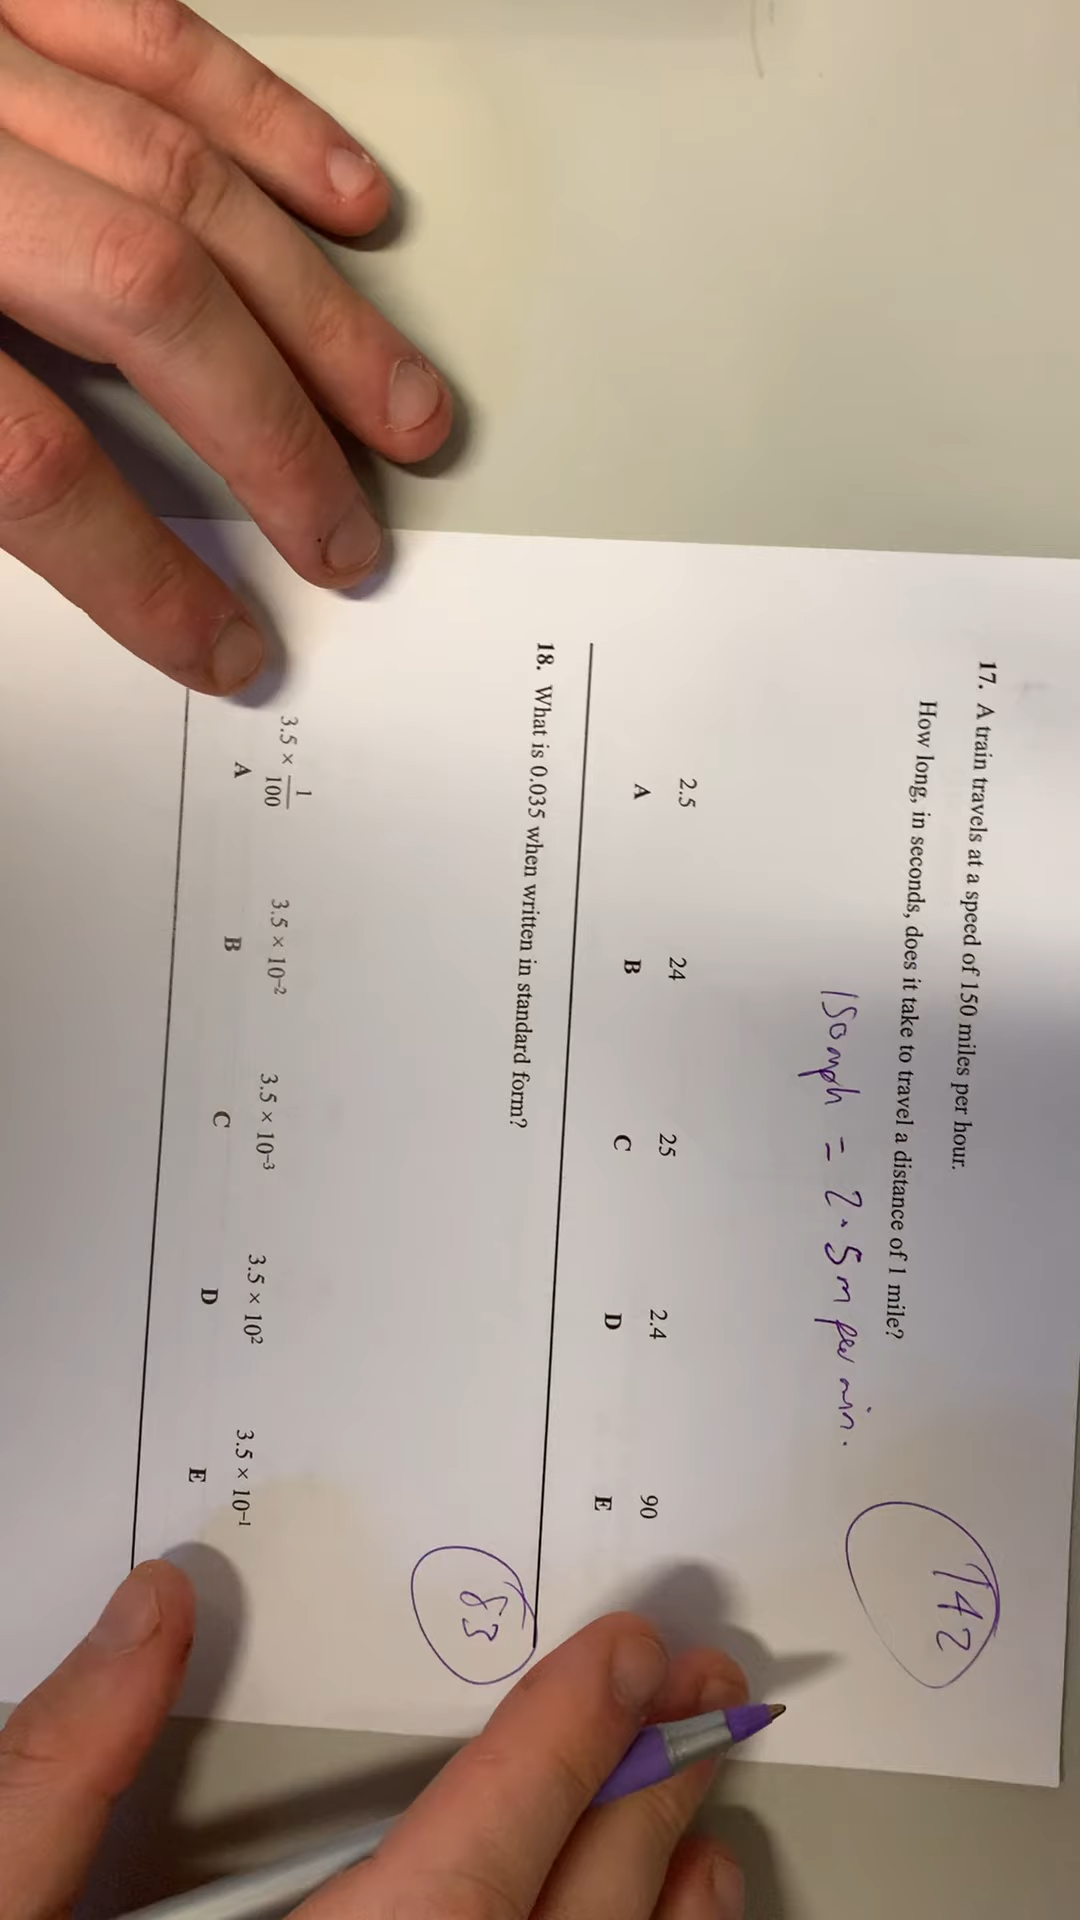 17. A train travels at a speed of 150 miles per hour.
How long, in seconds, does it take to travel a distance of 1 mile?
142
150mph = 2.5m per min.
2.5 24 25 2.4 90
A B C D E
18. What is 0.035 when written in standard form?
83
3.5 × 1/100 3.5 × 10⁻² 3.5 × 10⁻³ 3.5 × 10² 3.5 × 10⁻¹
A B C D E